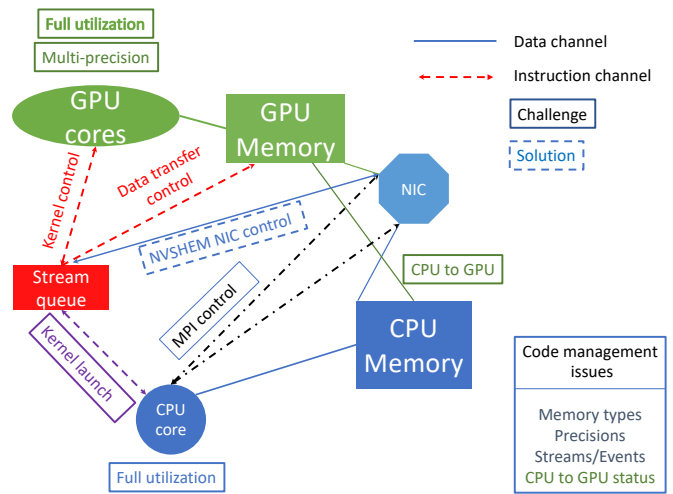 Full utilization
Multi-precision
GPU
cores
GPU
Memory
Data channel
Instruction channel
Challenge
Solution
NIC
Kernel control
Data transfer
control
NVSHEM NIC control
Stream
queue
MPI control
CPU to GPU
Kernel launch
CPU
Memory
CPU
core
Full utilization
Code management
issues
Memory types
Precisions
Streams/Events
CPU to GPU status